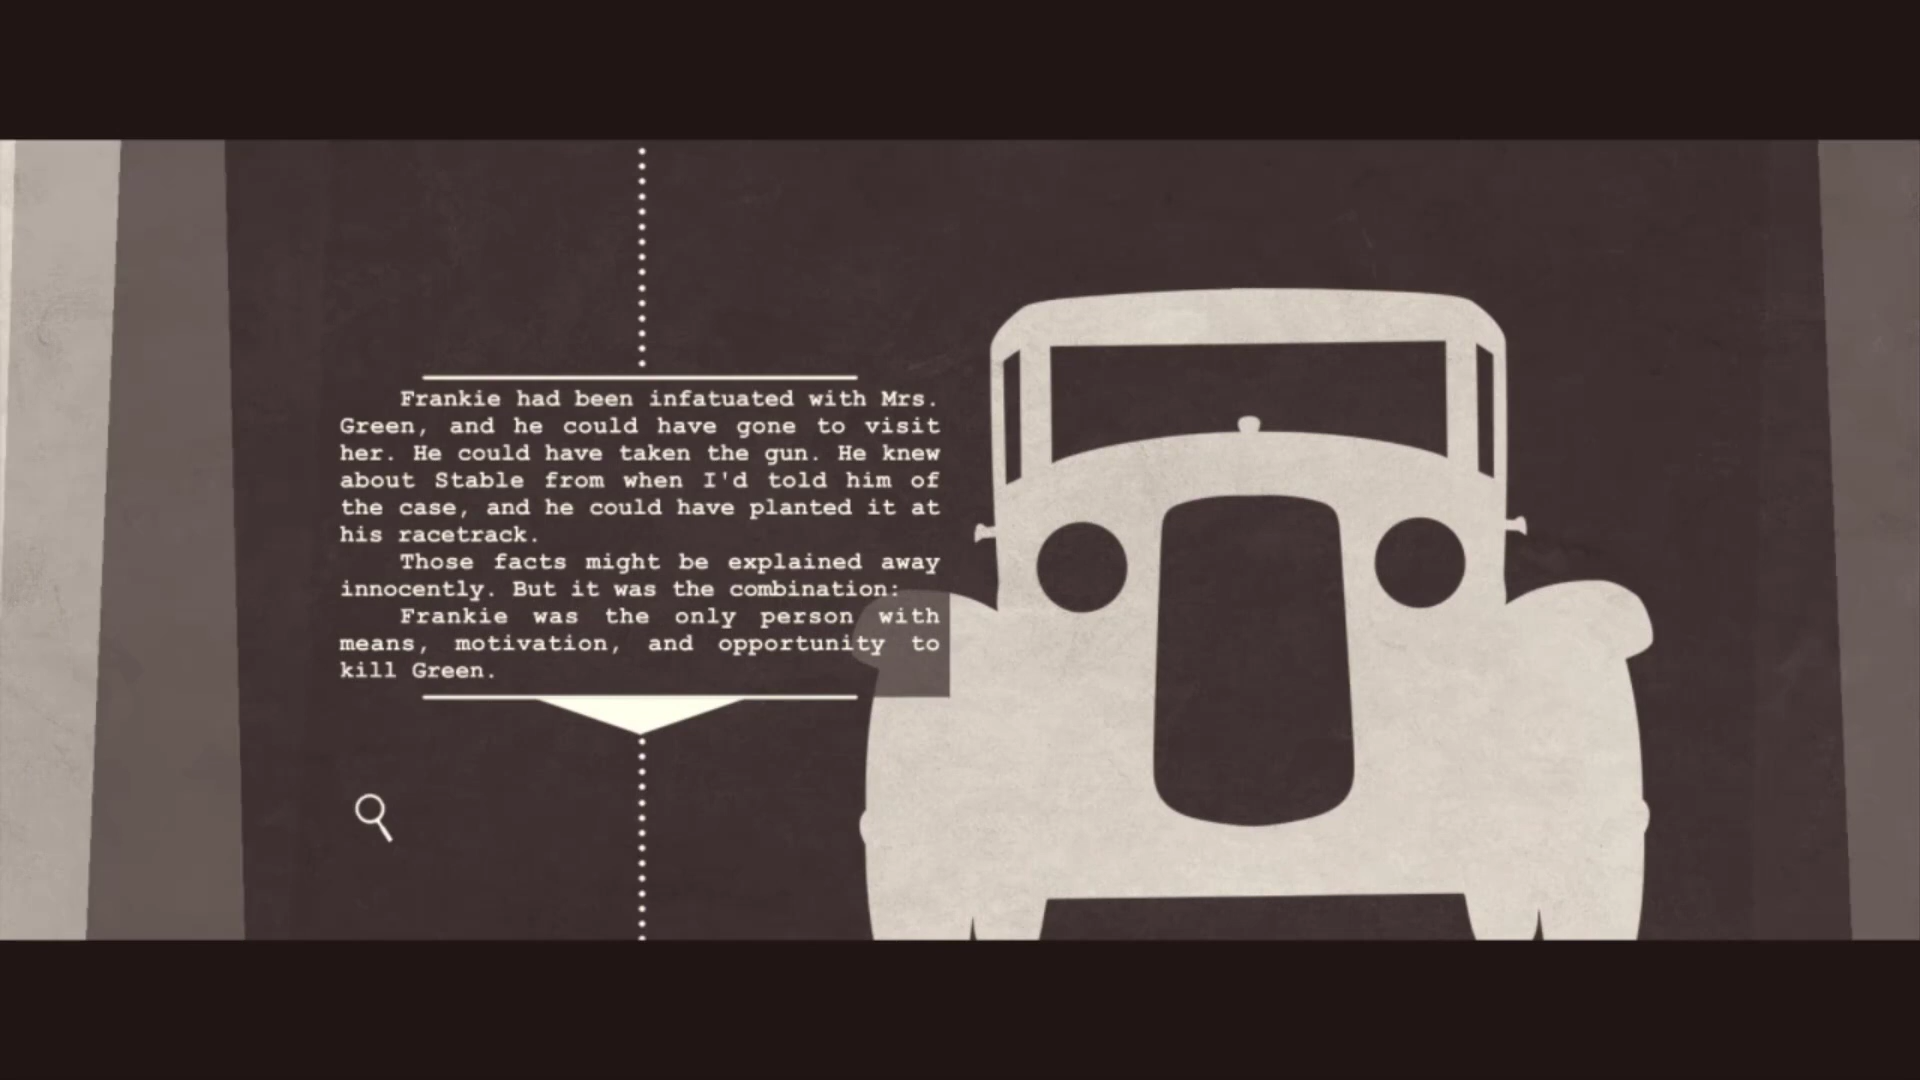 Frankie had been infatuated with Mrs.
Green, and he could have gone to visit
her. He could have taken the gun. He knew
about Stable from when I'd told him of
the case, and he could have planted it at
his racetrack.
Those facts might be explained away
innocently. But it was the combination:
Frankie was the only person with
means, motivation, and opportunity to
kill Green.